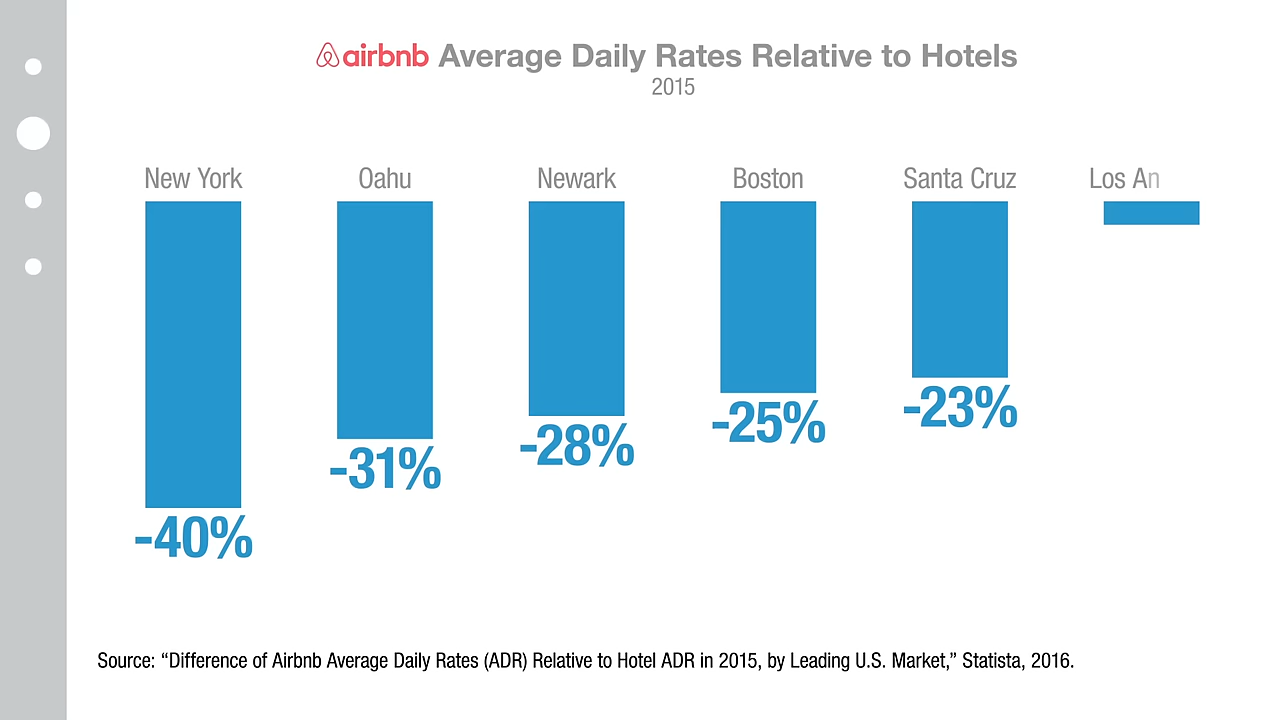 airbnb Average Daily Rates Relative to Hotels
2015
New York Oahu Newark Boston Santa Cruz Los An
-40% -31% -28% -25% -23%
Source: “Difference of Airbnb Average Daily Rates (ADR) Relative to Hotel ADR in 2015, by Leading U.S. Market,” Statista, 2016.